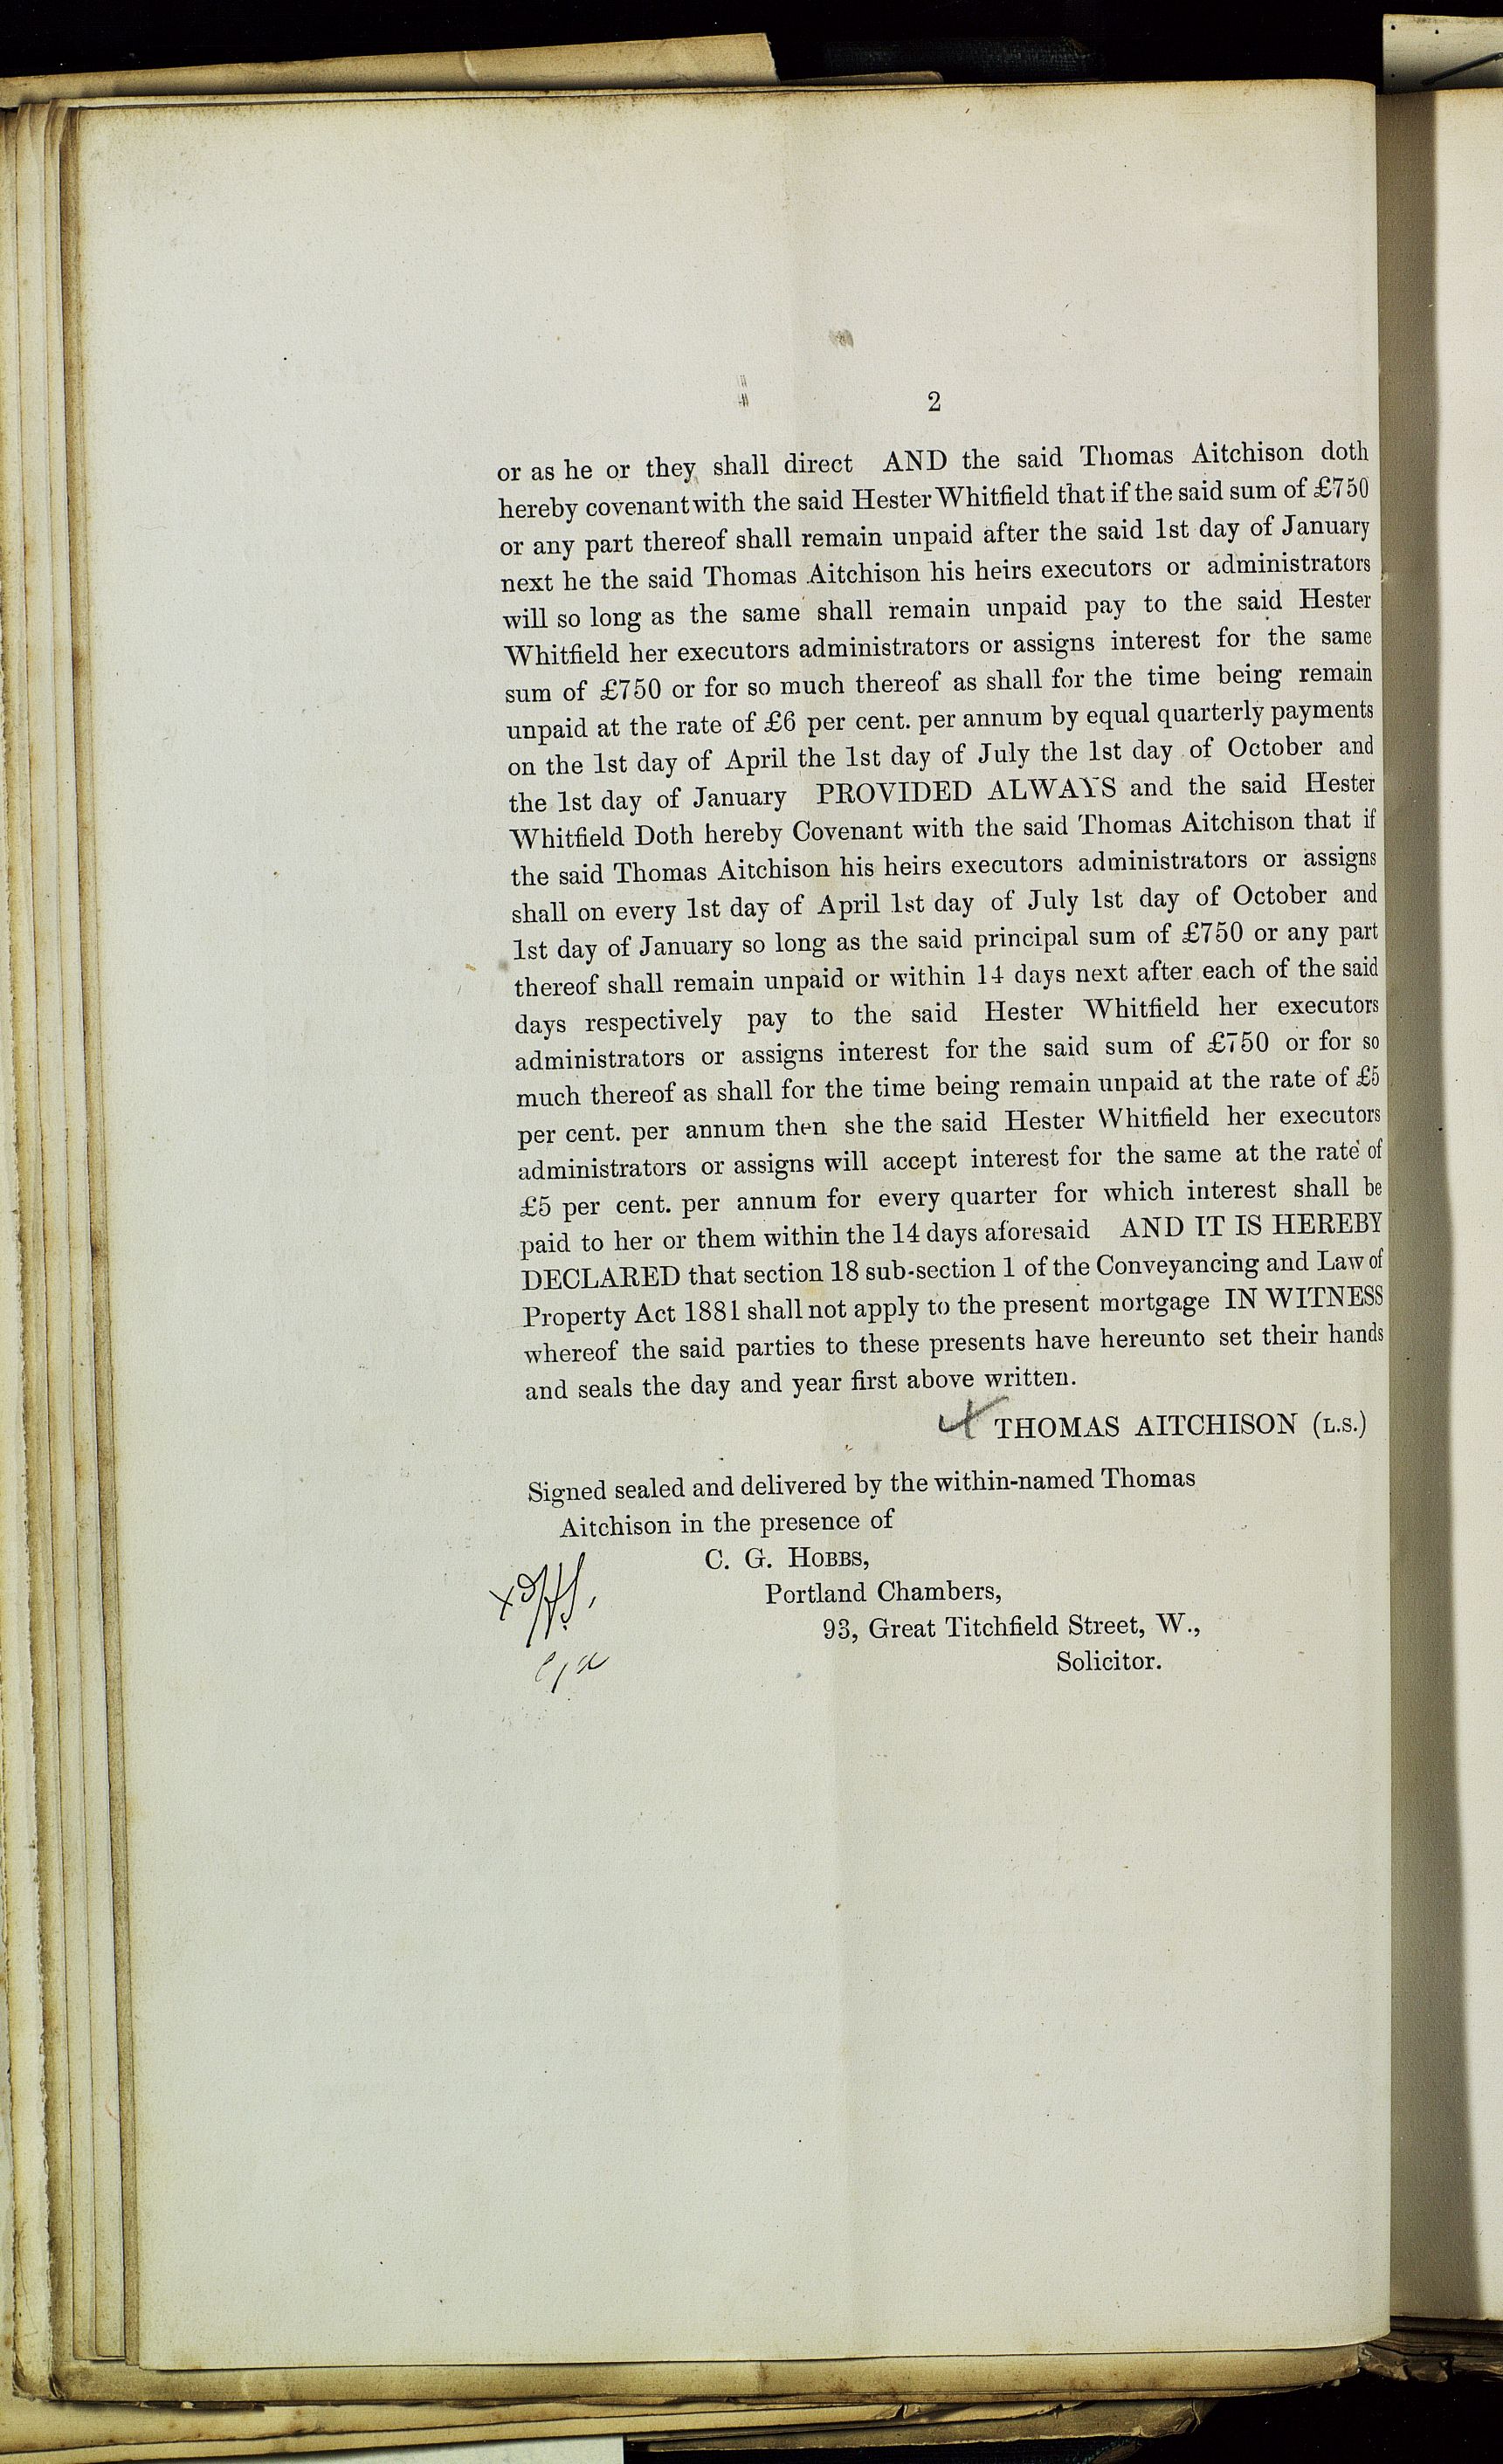 2
or as he or they shall direct AND the said Thomas Aitchison doth
hereby covenant with the said Hester Whitfield that if the said sum of £750
or any part thereof shall remain unpaid after the said 1st day of January
next he the said Thomas Aitchison his heirs executors or administrators
will so long as the same shall remain unpaid pay to the said Hester
Whitfield her executors administrators or assigns interest for the same
sum of £750 or for so much thereof as shall for the time being remain
unpaid at the rate of £6 per cent. per annum by equal quarterly payments
on the 1st day of April the 1st day of July the 1st day of October and
the 1st day of January PROVIDED ALWAYS and the said Hester
Whitfield Doth hereby Covenant with the said Thomas Aitchison that if
the said Thomas Aitchison his heirs executors administrators or assigns
shall on every 1st day of April 1st day of July 1st day of October and
1st day of January so long as the said principal sum of £750 or any part
thereof shall remain unpaid or within 14 days next after each of the said
days respectively pay to the said Hester Whitfield her executors
administrators or assigns interest for the said sum of £750 or for so
much thereof as shall for the time being remain unpaid at the rate of £5
per cent. per annum then she the said Hester Whitfield her executors
administrators or assigns will accept interest for the same at the rate of
£5 per cent. per annum for every quarter for which interest shall be
paid to her or them within the 14 days aforesaid AND IT IS HEREBY
DECLARED that section 18 sub-section 1 of the Conveyancing and Law of
Property Act 1881 shall not apply to the present mortgage IN WITNESS
whereof the said parties to these presents have hereunto set their hands
and seals the day and year first above written.
THOMAS AITCHISON (L.S.)
Signed sealed and delivered by the within-named Thomas
Aitchison in the presence of
C. G. HOBBS,
Portland Chambers,
93, Great Titchfield Street, W.,
Solicitor.